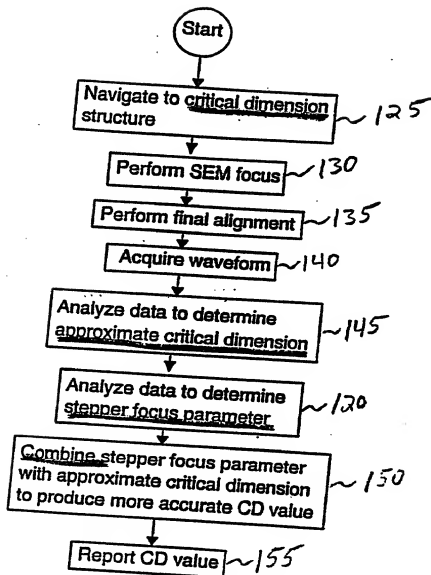 Start
Navigate to critical dimension
structure
125
Perform SEM focus
130
Perform final alignment
135
Acquire waveform
140
Analyze data to determine
approximate critical dimension
145
Analyze data to determine
stepper focus parameter
120
Combine stepper focus parameter
with approximate critical dimension
to produce more accurate CD value
150
Report CD value
155